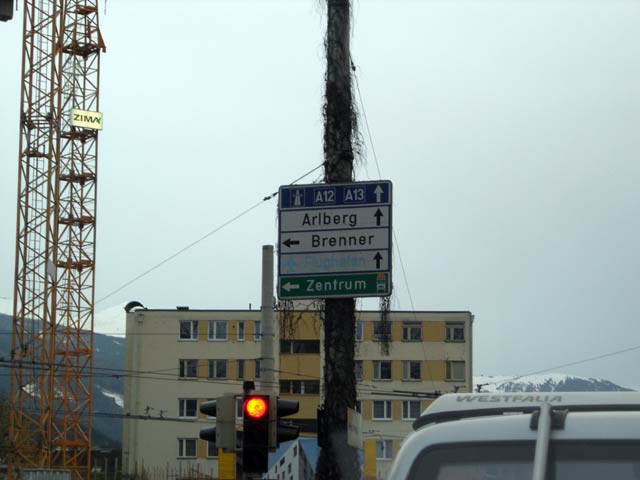 ZIMA
A12 A13
Arlberg
Brenner
Flughafen
Zentrum
WESTFALIA